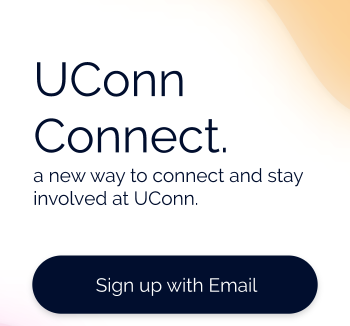 UConn
Connect.
a new way to connect and stay
involved at UConn.
Sign up with Email